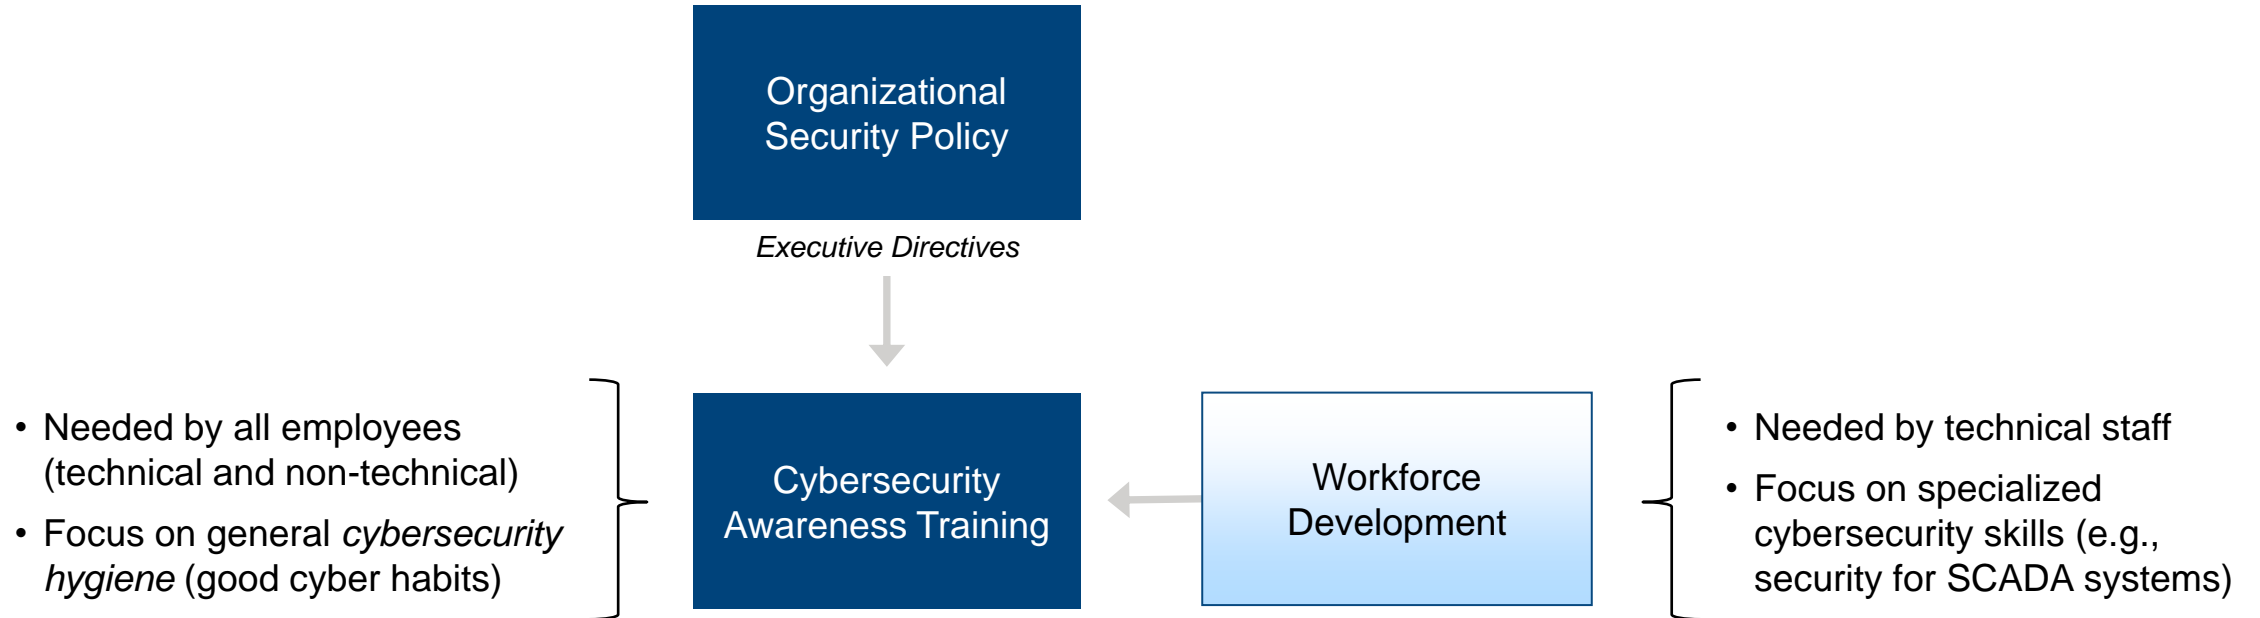 Organizational
Security Policy
Executive Directives
• Needed by all employees
(technical and non-technical)
• Focus on general cybersecurity
hygiene (good cyber habits)
Cybersecurity
Awareness Training
Workforce
Development
• Needed by technical staff
• Focus on specialized
cybersecurity skills (e.g.,
security for SCADA systems)